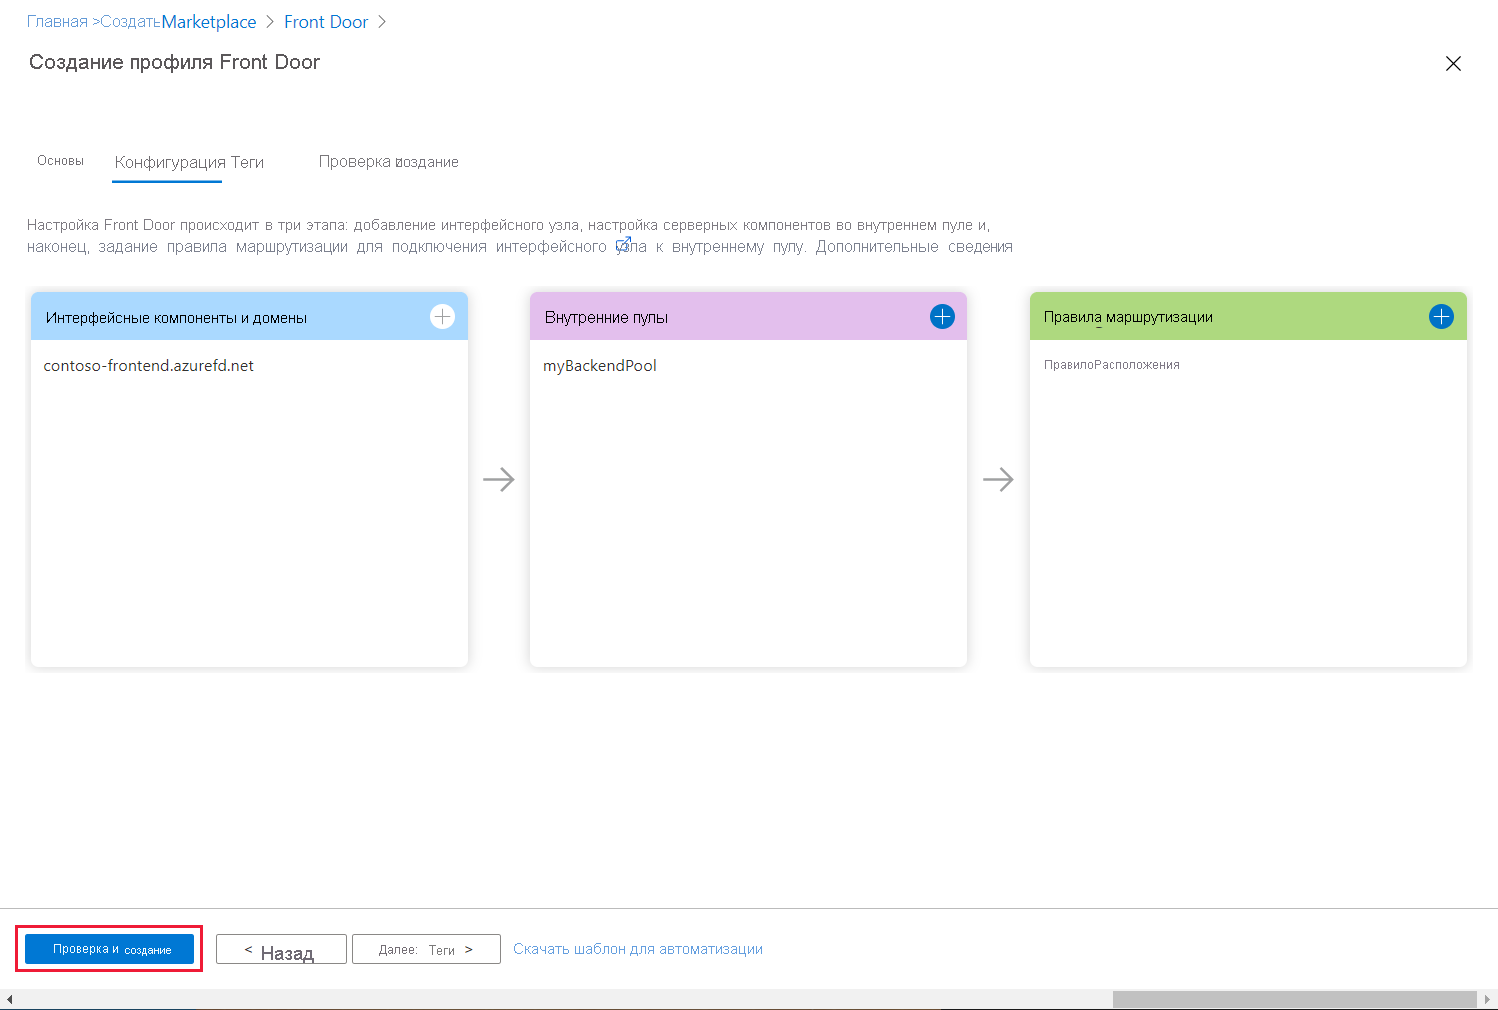 Главная >Создать Marketplace > Front Door >
Создание профиля Front Door
Основы Конфигурация Теги Проверка и создание
Настройка Front Door происходит в три этапа: добавление интерфейсного узла, настройка серверных компонентов во внутреннем пуле и,
наконец, задание правила маршрутизации для подключения интерфейсного узла к внутреннему пулу. Дополнительные сведения
Интерфейсные компоненты и домены
contoso-frontend.azurefd.net
Внутренние пулы
myBackendPool
Правила маршрутизации
ПравилоРасположения
Проверка и создание < Назад Далее: Теги > Скачать шаблон для автоматизации